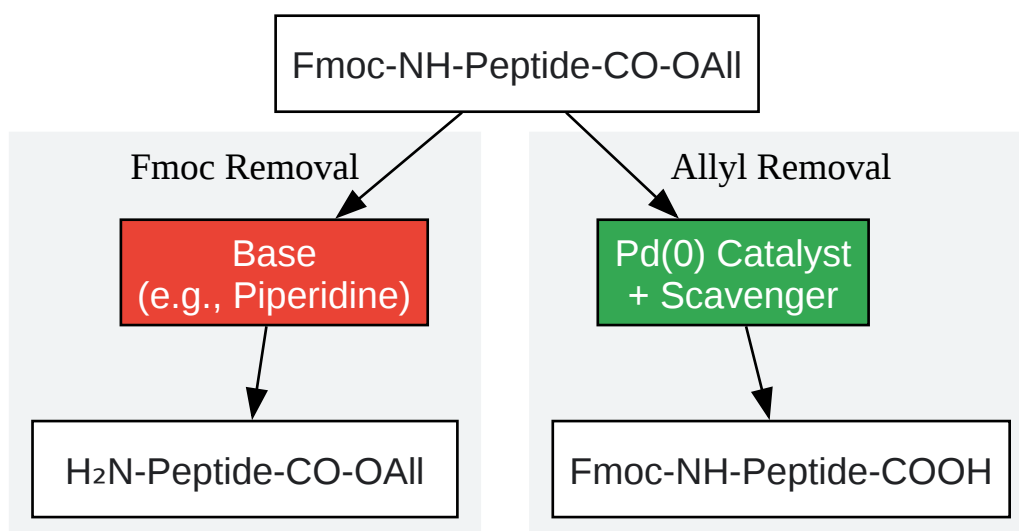 Fmoc-NH-Peptide-CO-OAll
Fmoc Removal
Base
(e.g., Piperidine)
H₂N-Peptide-CO-OAll
Allyl Removal
Pd(0) Catalyst
+ Scavenger
Fmoc-NH-Peptide-COOH